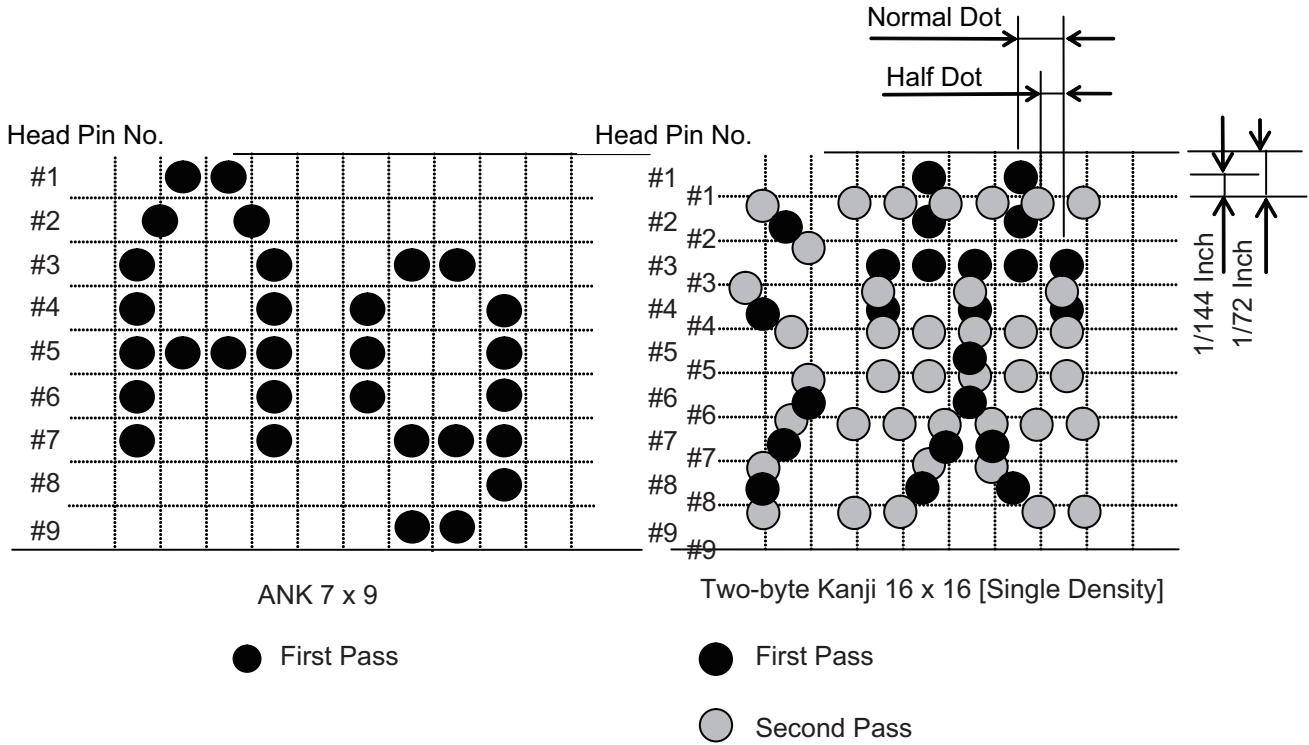 Normal Dot
Half Dot
Head Pin No.
Head Pin No.
#1
#2
#3
#4
#5
#6
#7
#8
#9
#1
#1
#2
#2
#3
#3
#4
#4
#5
#5
#6
#6
#7
#7
#8
#8
#9
#9
1/144 Inch
1/72 Inch
ANK 7 x 9
Two-byte Kanji 16 x 16 [Single Density]
First Pass
First Pass
Second Pass